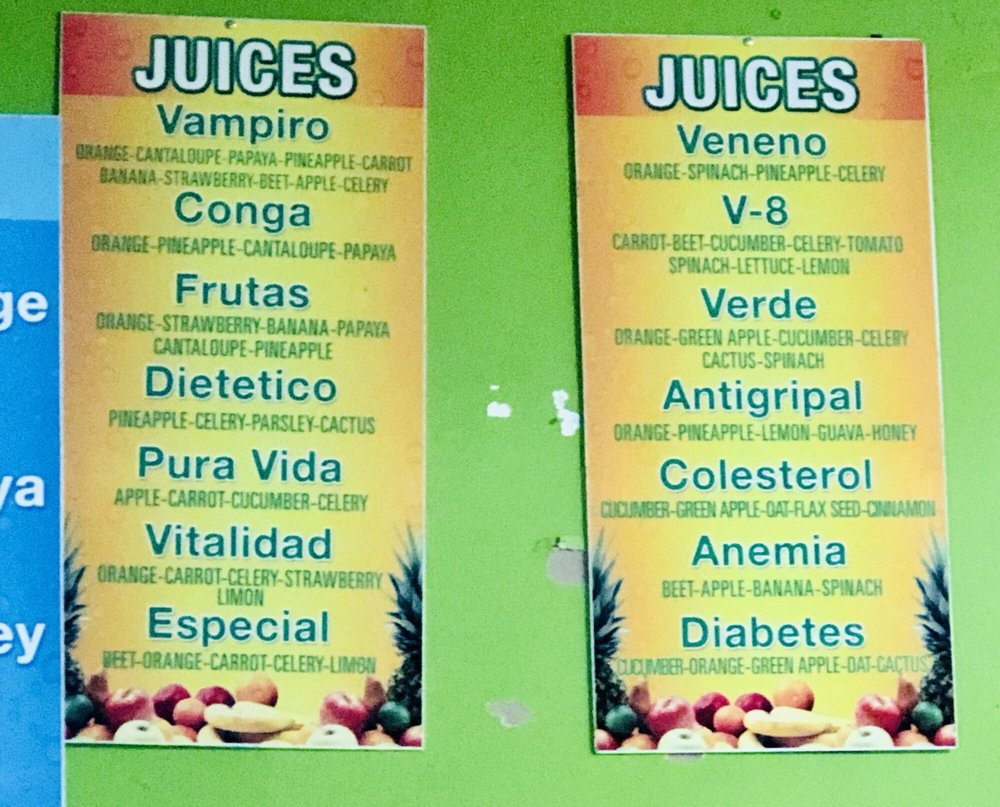 JUICES
Vampiro
ORANGE-CANTALOUPE-PAPAYA-PINEAPPLE-CARROT
BANANA-STRAWBERRY-BEET-APPLE-CELERY
Conga
ORANGE-PINEAPPLE-CANTALOUPE-PAPAYA
Frutas
ORANGE-STRAWBERRY-BANANA-PAPAYA
CANTALOUPE-PINEAPPLE
Dietetico
PINEAPPLE-CELERY-PARSLEY-CACTUS
Pura Vida
APPLE-CARROT-CUCUMBER-CELERY
Vitalidad
ORANGE-CARROT-CELERY-STRAWBERRY
LIMON
Especial
BEET-ORANGE-CARROT-CELERY-LIMON
JUICES
Veneno
ORANGE-SPINACH-PINEAPPLE-CELERY
V-8
CARROT-BEET-CUCUMBER-CELERY-TOMATO
SPINACH-LETTUCE-LEMON
Verde
ORANGE-GREEN APPLE-CUCUMBER-CELERY
CACTUS-SPINACH
Antigripal
ORANGE-PINEAPPLE-LEMON-GUAVA-HONEY
Colesterol
CUCUMBER-GREEN APPLE-OAT-FLAX SEED-CINNAMON
Anemia
BEET-APPLE-BANANA-SPINACH
Diabetes
CUCUMBER-ORANGE-GREEN APPLE-OAT-CACTUS